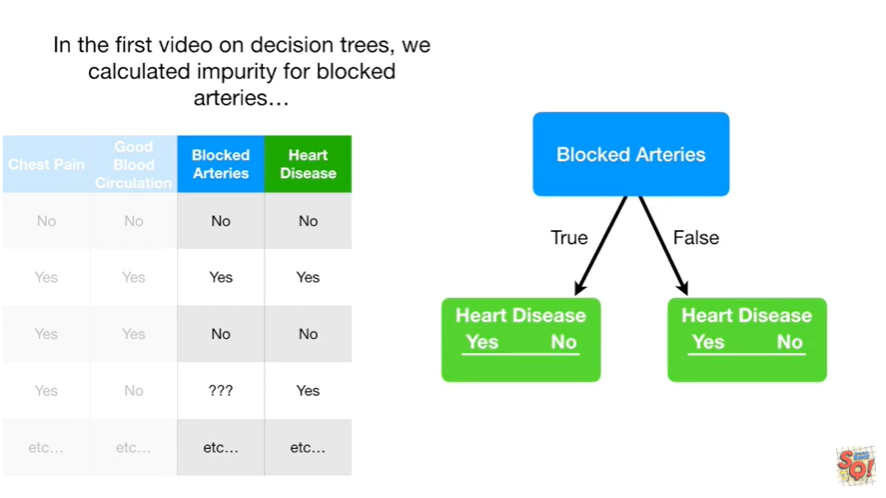 In the first video on decision trees, we
calculated impurity for blocked
arteries…
Chest Pain
Good
Blood
Circulation
Blocked
Arteries
Heart
Disease
No No No No
Yes Yes Yes Yes
Yes Yes No No
Yes No ??? Yes
etc… etc… etc… etc…
Blocked Arteries
True False
Heart Disease
Yes No
Heart Disease
Yes No
SQ!